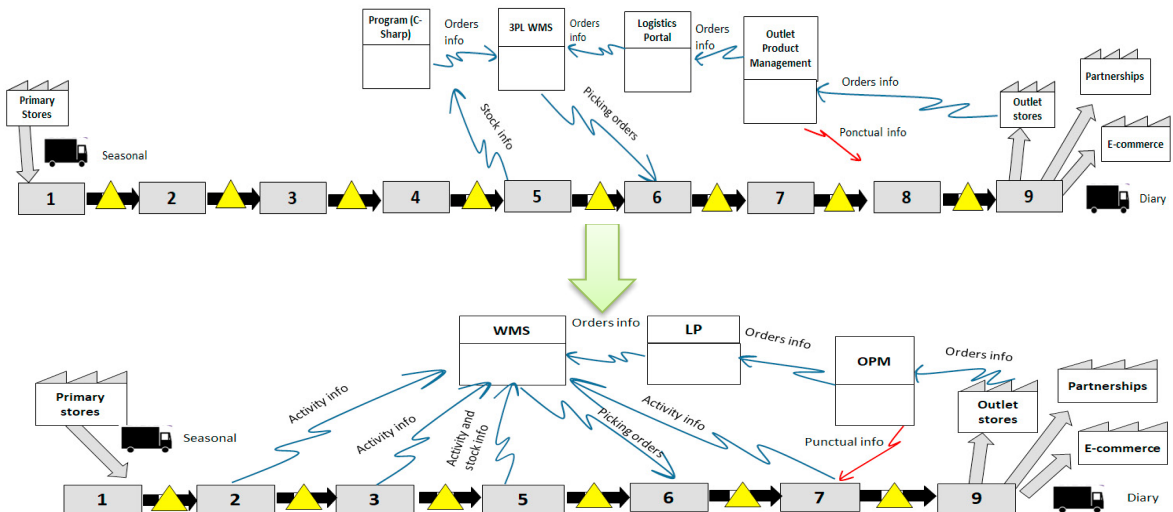 Program (C-
Sharp)
Orders
info
3PL WMS
Orders
info
Logistics
Portal
Orders
info
Outlet
Product
Management
Orders info
Partnerships
Primary
Stores
Outlet
stores
E-commerce
Stock info
Picking orders
Ponctual info
Seasonal
1
2
3
4
5
6
7
8
9
Diary
WMS
Orders info
LP
Orders info
OPM
Orders info
Primary
stores
Partnerships
Outlet
stores
E-commerce
Seasonal
Activity info
Activity info
Activity and
stock info
Picking orders
Activity info
Punctual info
1
2
3
5
6
7
9
Diary